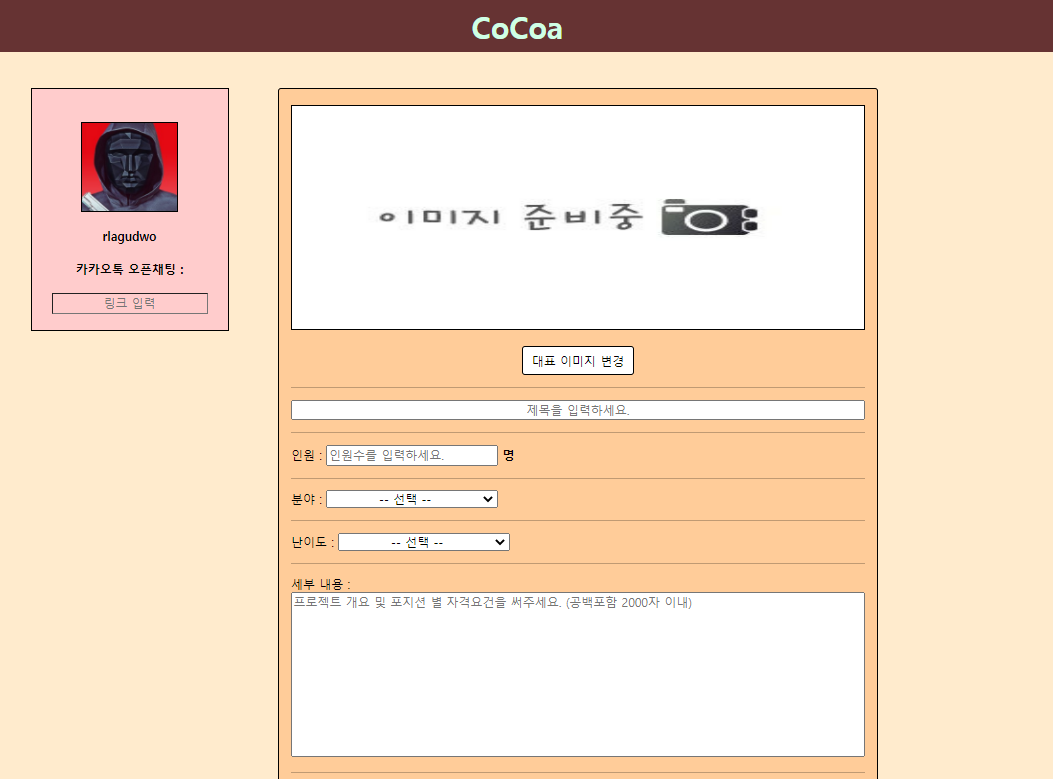 CoCoa
rlagudwo
카카오톡 오픈채팅 :
링크 입력
이미지 준비중
대표 이미지 변경
제목을 입력하세요.
인원 : 인원수를 입력하세요. 명
분야 : -- 선택 --
난이도 : -- 선택 --
세부 내용 :
프로젝트 개요 및 포지션 별 자격요건을 써주세요. (공백포함 2000자 이내)